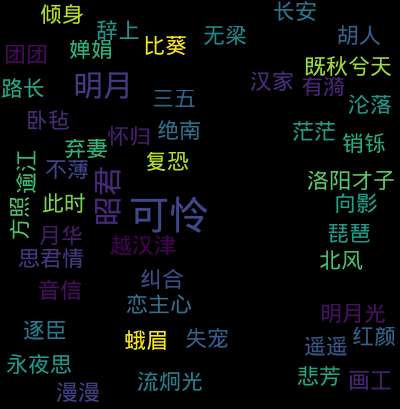 倾身
长安
辞上
无梁
胡人
比葵
团团
婵娟
既秋兮天
汉家
有漪
明月
路长
三五
沦落
卧毡
怀归
绝南
茫茫
销铄
弃妻
复恐
不薄
逾江
洛阳才子
昭君
方照
此时
可怜
向影
月华
越汉津
琵琶
思君情
北风
纠合
音信
恋主心
明月光
逐臣
蛾眉
失宠
遥遥
红颜
永夜思
流炯光
悲芳
画工
漫漫